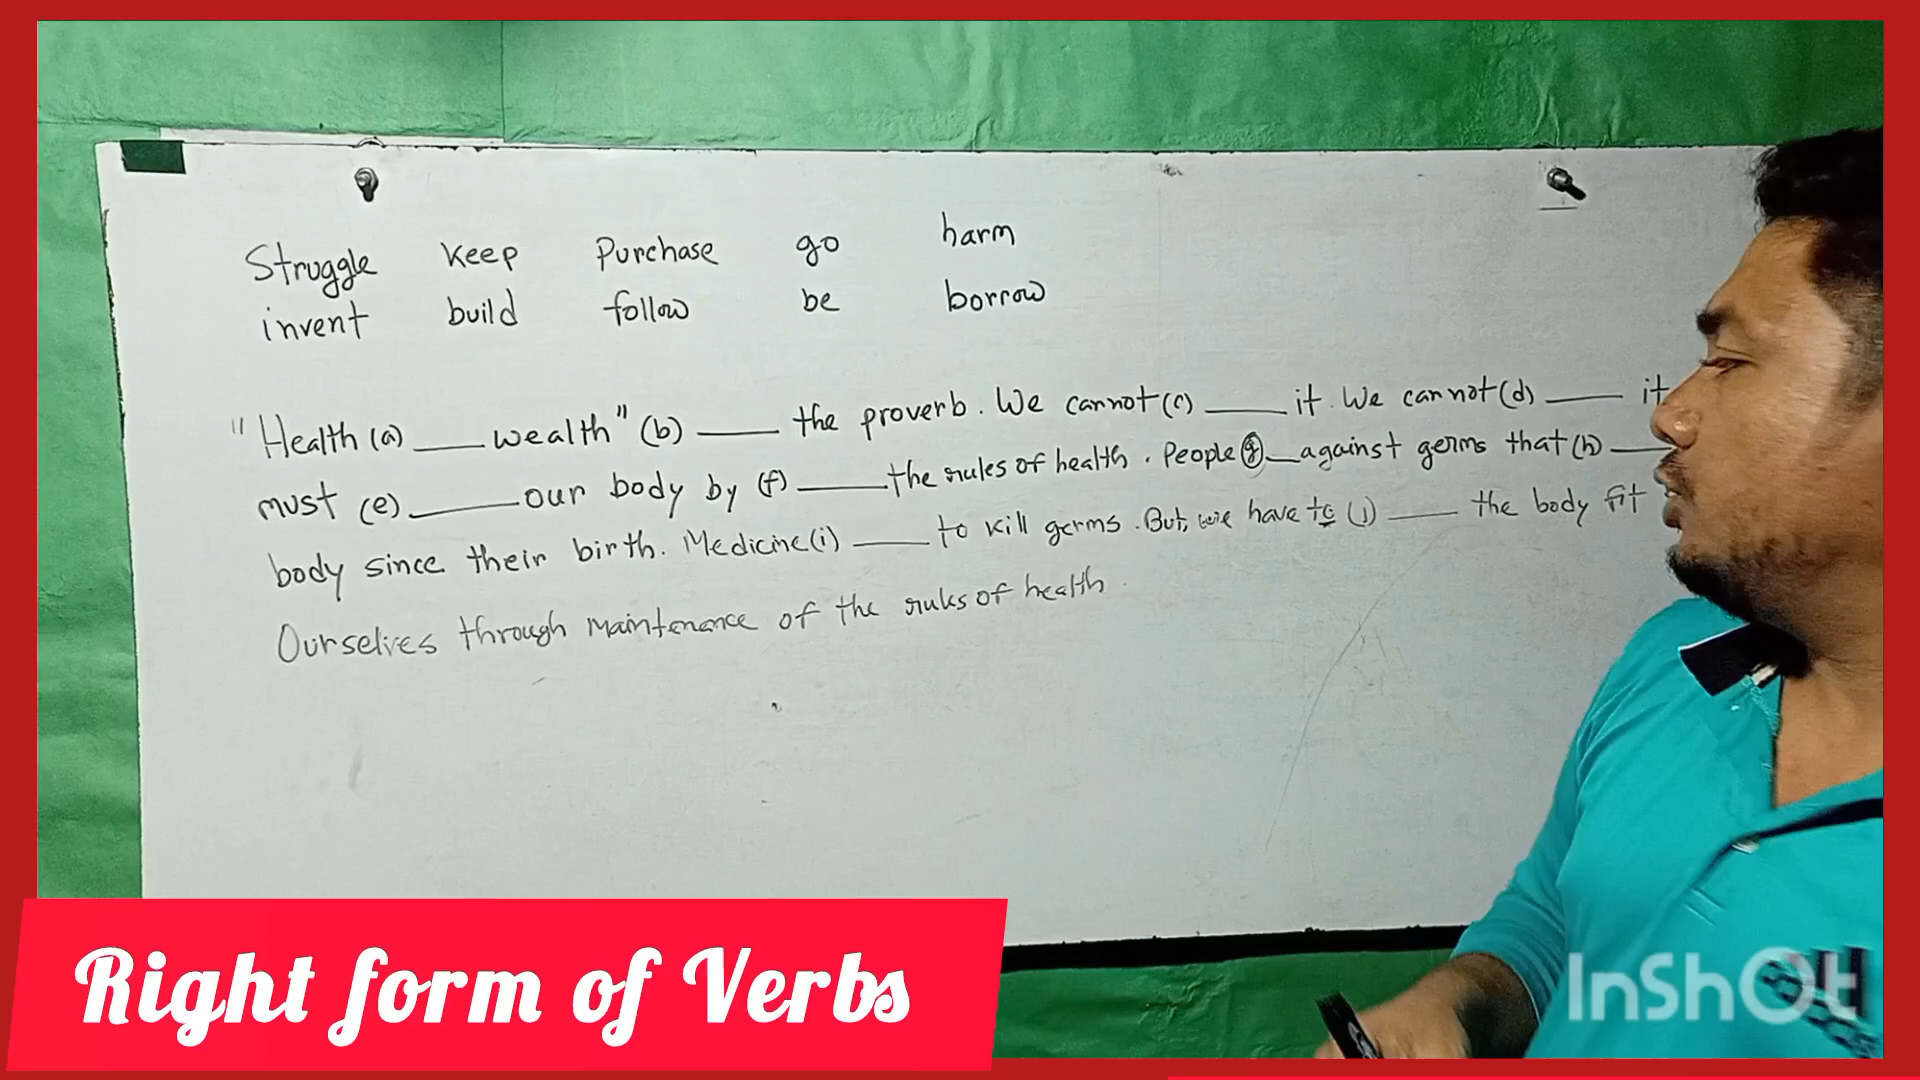 Struggle keep Purchase go harm
invent build follow be borrow
"Health (a) ___ wealth" (b) ___ the proverb. We cannot (c) ___ it. We cannot (d) ___ it
must (e) ___ our body by (f) ___ the rules of health. People (g) ___ against germs that (h) ___
body since their birth. Medicine (i) ___ to kill germs. But, we have to (j) ___ the body fit
Ourselves through maintenance of the rules of health.
Right form of Verbs
InShOt